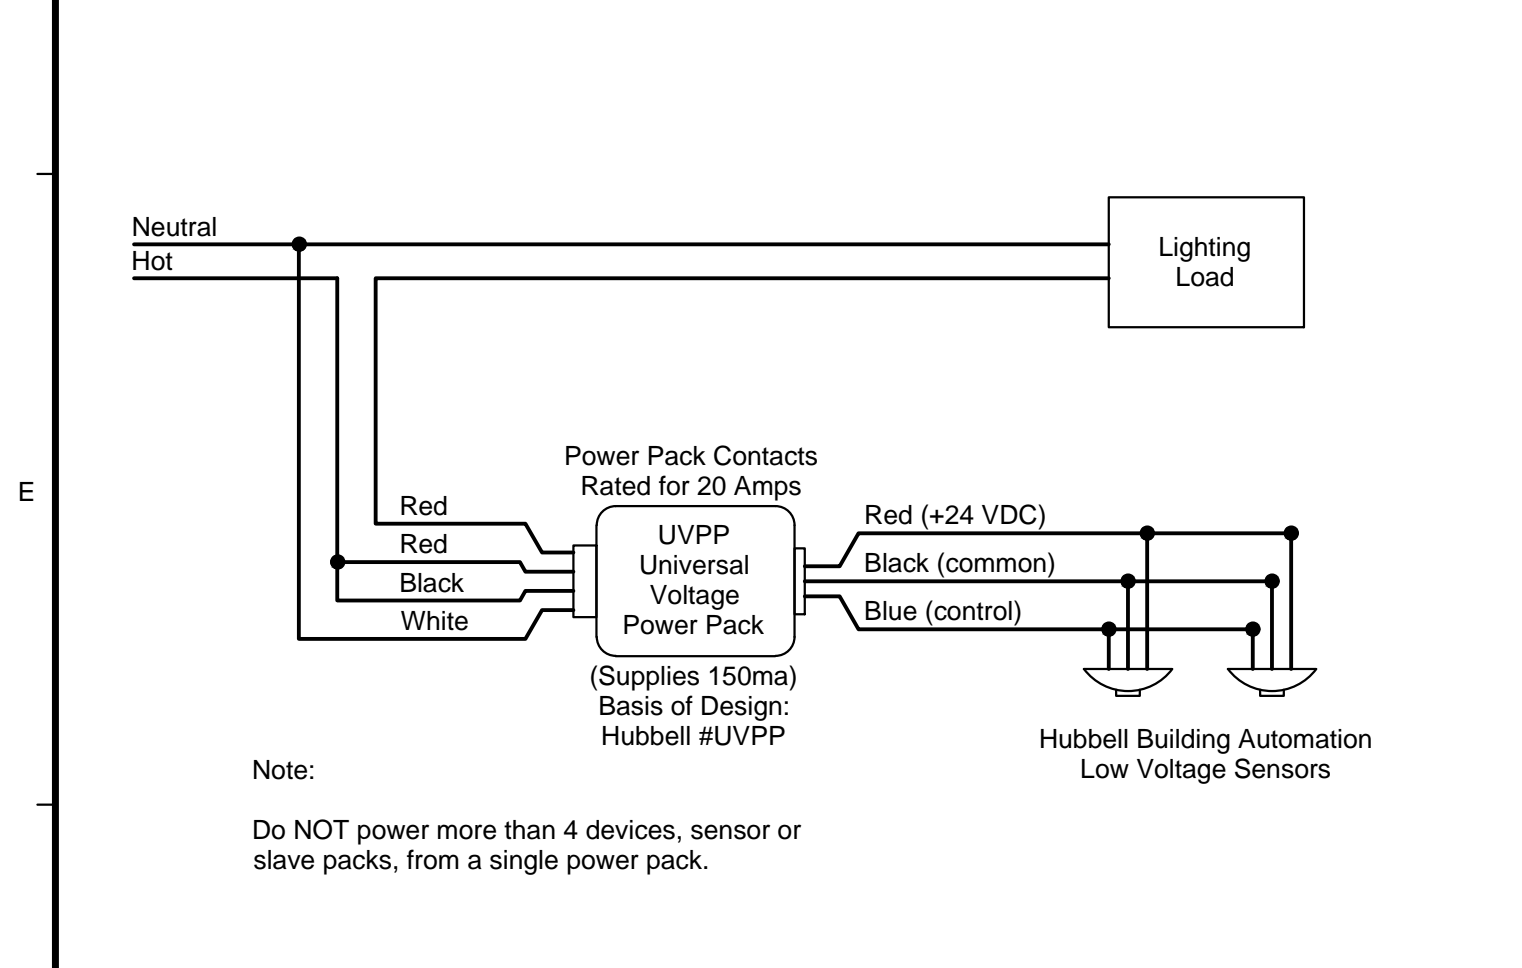 Neutral
Hot
Lighting
Load
E
Power Pack Contacts
Rated for 20 Amps
Red
Red
Black
White
UVPP
Universal
Voltage
Power Pack
Red (+24 VDC)
Black (common)
Blue (control)
(Supplies 150ma)
Basis of Design:
Hubbell #UVPP
Hubbell Building Automation
Low Voltage Sensors
Note:
Do NOT power more than 4 devices, sensor or
slave packs, from a single power pack.